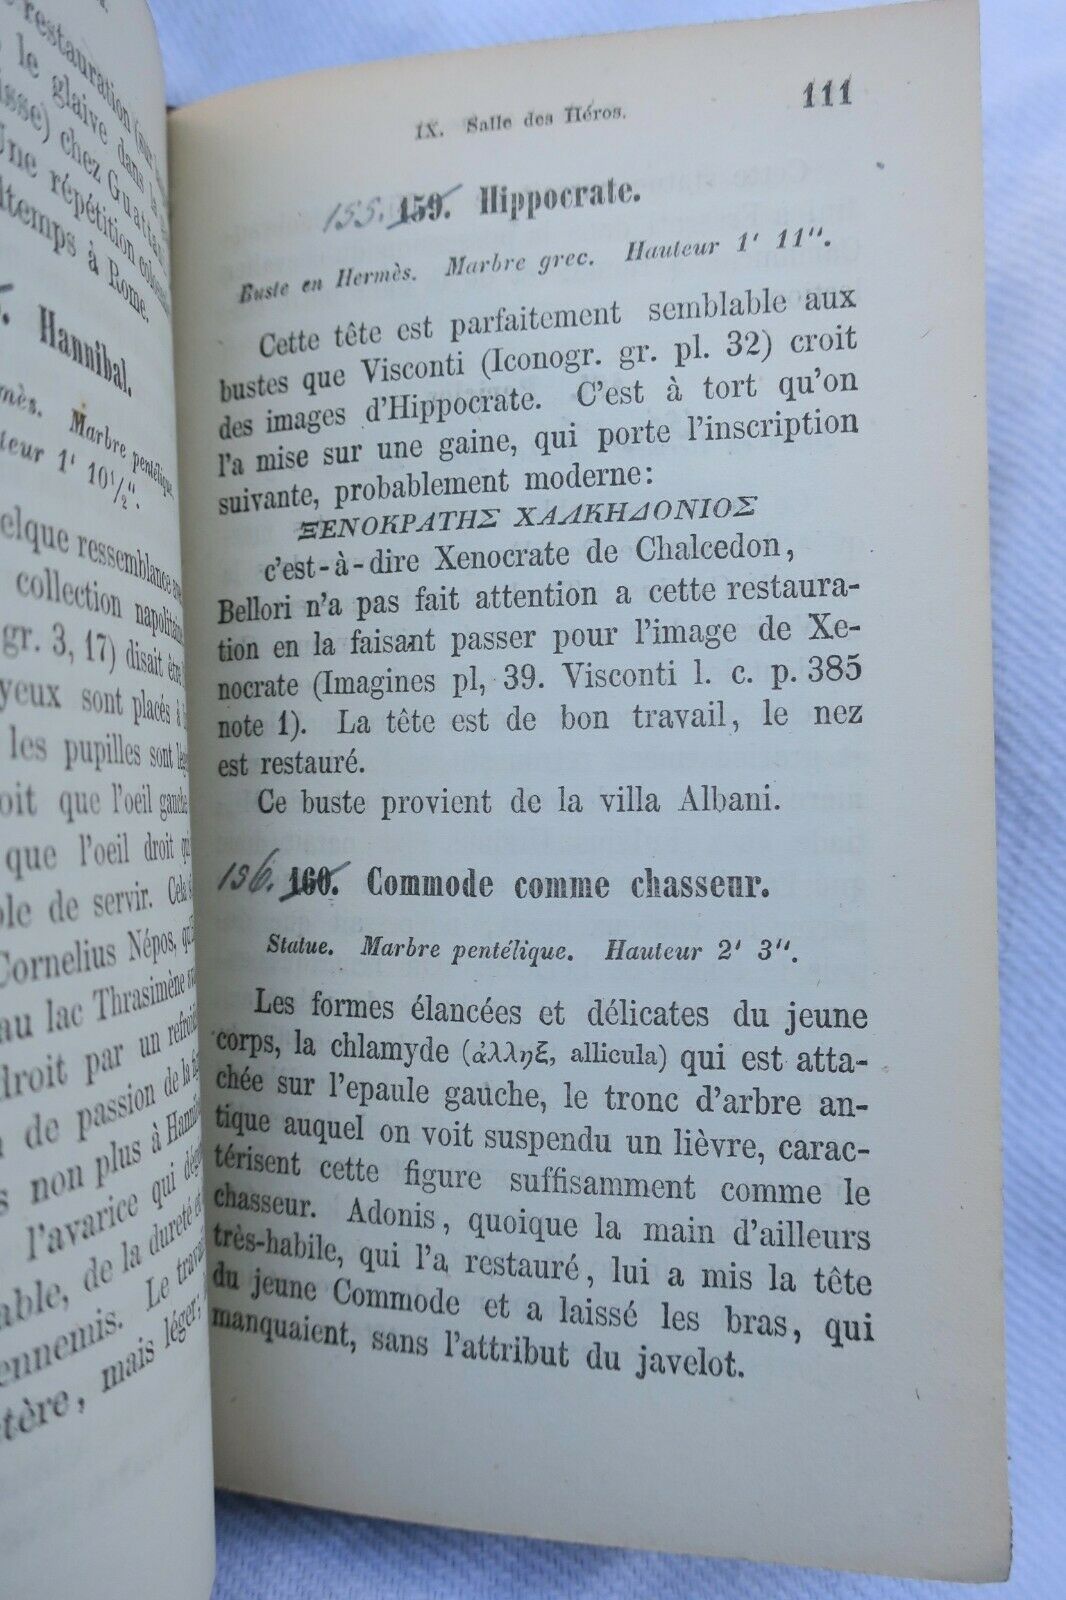 restauration
le glaive dans la
chez Guattani
Une répétition colossale
à Rome.
Hannibal.
Marbre pentélique.
1' 10 1/2".
ressemblance
collection napolitaine
gr. 3, 17) disait être
yeux sont placés à
les pupilles sont
que l'oeil gauche
que l'oeil droit
de servir. Cela
Cornelius Népos,
au lac Thrasimène
droit par un
de passion de la
non plus à
l'avarice qui
de la dureté
ennemis. Le travail
mais léger;
IX. Salle des Héros. 111
155. 159. Hippocrate.
Buste en Hermès. Marbre grec. Hauteur 1' 11".
Cette tête est parfaitement semblable aux
bustes que Visconti (Iconogr. gr. pl. 32) croit
des images d'Hippocrate. C'est à tort qu'on
l'a mise sur une gaine, qui porte l'inscription
suivante, probablement moderne:
ΞΕΝΟΚΡΑΤΗΣ ΧΑΛΚΗΔΟΝΙΟΣ
c'est-à-dire Xenocrate de Chalcedon,
Bellori n'a pas fait attention a cette restaura-
tion en la faisant passer pour l'image de Xe-
nocrate (Imagines pl, 39. Visconti l. c. p. 385
note 1). La tête est de bon travail, le nez
est restauré.
Ce buste provient de la villa Albani.
156. 160. Commode comme chasseur.
Statue. Marbre pentélique. Hauteur 2' 3".
Les formes élancées et délicates du jeune
corps, la chlamyde (ἄλληξ, allicula) qui est atta-
chée sur l'epaule gauche, le tronc d'arbre an-
tique auquel on voit suspendu un lièvre, carac-
térisent cette figure suffisamment comme le
chasseur. Adonis, quoique la main d'ailleurs
très-habile, qui l'a restauré, lui a mis la tête
du jeune Commode et a laissé les bras, qui
manquaient, sans l'attribut du javelot.